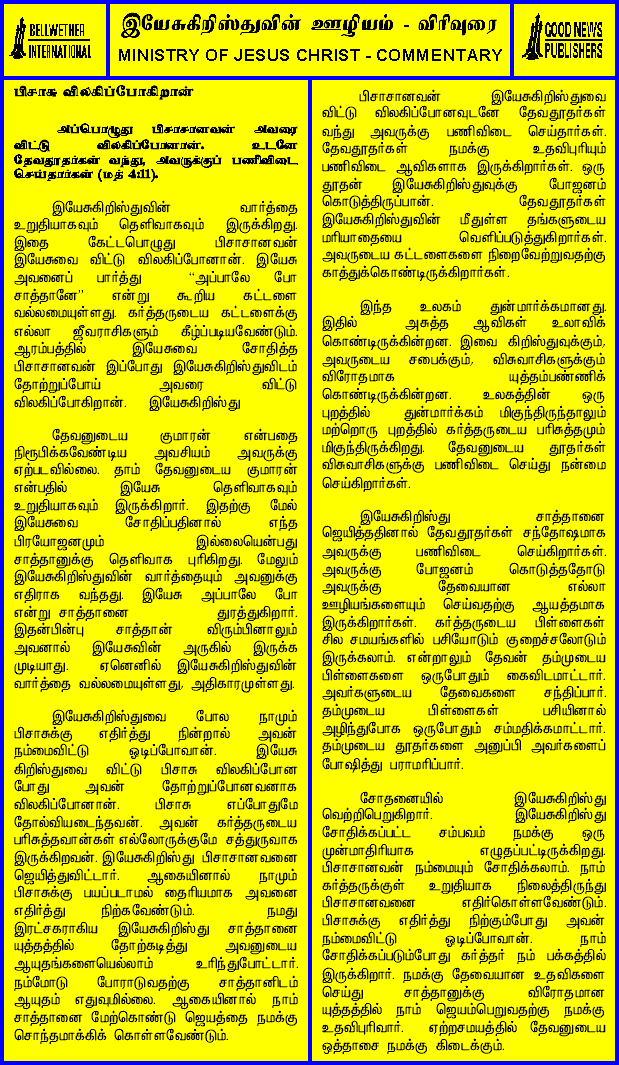 BELLWETHER
INTERNATIONAL
இயேசுகிறிஸ்துவின் ஊழியம் - விரிவுரை
MINISTRY OF JESUS CHRIST - COMMENTARY
GOOD NEWS
PUBLISHERS
பிசாசு விலகிப்போகிறான்
அப்பொழுது பிசாசானவன் அவரை
விட்டு விலகிப்போனான். உடனே
தேவதூதர்கள் வந்து, அவருக்குப் பணிவிடை
செய்தார்கள் (மத் 4:11).
இயேசுகிறிஸ்துவின் வார்த்தை
உறுதியாகவும் தெளிவாகவும் இருக்கிறது.
இதை கேட்டபொழுது பிசாசானவன்
இயேசுவை விட்டு விலகிப்போனான். இயேசு
அவனைப் பார்த்து “அப்பாலே போ
சாத்தானே” என்று கூறிய கட்டளை
வல்லமையுள்ளது. கர்த்தருடைய கட்டளைக்கு
எல்லா ஜீவராசிகளும் கீழ்ப்படியவேண்டும்.
ஆரம்பத்தில் இயேசுவை சோதித்த
பிசாசானவன் இப்போது இயேசுகிறிஸ்துவிடம்
தோற்றுப்போய் அவரை விட்டு
விலகிப்போகிறான். இயேசுகிறிஸ்து
தேவனுடைய குமாரன் என்பதை
நிரூபிக்கவேண்டிய அவசியம் அவருக்கு
ஏற்படவில்லை. தாம் தேவனுடைய குமாரன்
என்பதில் இயேசு தெளிவாகவும்
உறுதியாகவும் இருக்கிறார். இதற்கு மேல்
இயேசுவை சோதிப்பதினால் எந்த
பிரயோஜனமும் இல்லையென்பது
சாத்தானுக்கு தெளிவாக புரிகிறது. மேலும்
இயேசுகிறிஸ்துவின் வார்த்தையும் அவனுக்கு
எதிராக வந்தது. இயேசு அப்பாலே போ
என்று சாத்தானை துரத்துகிறார்.
இதன்பின்பு சாத்தான் விரும்பினாலும்
அவனால் இயேசுவின் அருகில் இருக்க
முடியாது. ஏனெனில் இயேசுகிறிஸ்துவின்
வார்த்தை வல்லமையுள்ளது, அதிகாரமுள்ளது.
இயேசுகிறிஸ்துவை போல நாமும்
பிசாசுக்கு எதிர்த்து நின்றால் அவன்
நம்மைவிட்டு ஓடிப்போவான். இயேசு
கிறிஸ்துவை விட்டு பிசாசு விலகிப்போன
போது அவன் தோற்றுப்போனவனாக
விலகிப்போனான். பிசாசு எப்போதுமே
தோல்வியடைந்தவன். அவன் கர்த்தருடைய
பரிசுத்தவான்கள் எல்லோருக்குமே சத்துருவாக
இருக்கிறவன். இயேசுகிறிஸ்து பிசாசானவனை
ஜெயித்துவிட்டார். ஆகையினால் நாமும்
பிசாசுக்கு பயப்படாமல் தைரியமாக அவனை
எதிர்த்து நிற்கவேண்டும். நமது
இரட்சகராகிய இயேசுகிறிஸ்து சாத்தானை
யுத்தத்தில் தோற்கடித்து அவனுடைய
ஆயுதங்களையெல்லாம் உரிந்துபோட்டார்.
நம்மோடு போராடுவதற்கு சாத்தானிடம்
ஆயுதம் எதுவுமில்லை. ஆகையினால் நாம்
சாத்தானை மேற்கொண்டு ஜெயத்தை நமக்கு
சொந்தமாக்கிக் கொள்ளவேண்டும்.
பிசாசானவன் இயேசுகிறிஸ்துவை
விட்டு விலகிப்போனவுடனே தேவதூதர்கள்
வந்து அவருக்கு பணிவிடை செய்தார்கள்.
தேவதூதர்கள் நமக்கு உதவிபுரியும்
பணிவிடை ஆவிகளாக இருக்கிறார்கள். ஒரு
தூதன் இயேசுகிறிஸ்துவுக்கு போஜனம்
கொடுத்திருப்பான். தேவதூதர்கள்
இயேசுகிறிஸ்துவின் மீதுள்ள தங்களுடைய
மரியாதையை வெளிப்படுத்துகிறார்கள்.
அவருடைய கட்டளைகளை நிறைவேற்றுவதற்கு
காத்துக்கொண்டிருக்கிறார்கள்.
இந்த உலகம் துன்மார்க்கமானது.
இதில் அசுத்த ஆவிகள் உலாவிக்
கொண்டிருக்கின்றன. இவை கிறிஸ்துவுக்கும்,
அவருடைய சபைக்கும், விசுவாசிகளுக்கும்
விரோதமாக யுத்தம்பண்ணிக்
கொண்டிருக்கின்றன. உலகத்தின் ஒரு
புறத்தில் துன்மார்க்கம் மிகுந்திருந்தாலும்
மற்றொரு புறத்தில் கர்த்தருடைய பரிசுத்தமும்
மிகுந்திருக்கிறது. தேவனுடைய தூதர்கள்
விசுவாசிகளுக்கு பணிவிடை செய்து நன்மை
செய்கிறார்கள்.
இயேசுகிறிஸ்து சாத்தானை
ஜெயித்ததினால் தேவதூதர்கள் சந்தோஷமாக
அவருக்கு பணிவிடை செய்கிறார்கள்.
அவருக்கு போஜனம் கொடுத்ததோடு
அவருக்கு தேவையான எல்லா
ஊழியங்களையும் செய்வதற்கு ஆயத்தமாக
இருக்கிறார்கள். கர்த்தருடைய பிள்ளைகள்
சில சமயங்களில் பசியோடும் குறைச்சலோடும்
இருக்கலாம். என்றாலும் தேவன் தம்முடைய
பிள்ளைகளை ஒருபோதும் கைவிடமாட்டார்.
அவர்களுடைய தேவைகளை சந்திப்பார்.
தம்முடைய பிள்ளைகள் பசியினால்
அழிந்துபோக ஒருபோதும் சம்மதிக்கமாட்டார்.
தம்முடைய தூதர்களை அனுப்பி அவர்களைப்
போஷித்து பராமரிப்பார்.
சோதனையில் இயேசுகிறிஸ்து
வெற்றிபெறுகிறார். இயேசுகிறிஸ்து
சோதிக்கப்பட்ட சம்பவம் நமக்கு ஒரு
முன்மாதிரியாக எழுதப்பட்டிருக்கிறது.
பிசாசானவன் நம்மையும் சோதிக்கலாம். நாம்
கர்த்தருக்குள் உறுதியாக நிலைத்திருந்து
பிசாசானவனை எதிர்கொள்ளவேண்டும்.
பிசாசுக்கு எதிர்த்து நிற்கும்போது அவன்
நம்மைவிட்டு ஓடிப்போவான். நாம்
சோதிக்கப்படும்போது கர்த்தர் நம் பக்கத்தில்
இருக்கிறார். நமக்கு தேவையான உதவிகளை
செய்து சாத்தானுக்கு விரோதமான
யுத்தத்தில் நாம் ஜெயம்பெறுவதற்கு நமக்கு
உதவிபுரிவார். ஏற்றசமயத்தில் தேவனுடைய
ஒத்தாசை நமக்கு கிடைக்கும்.